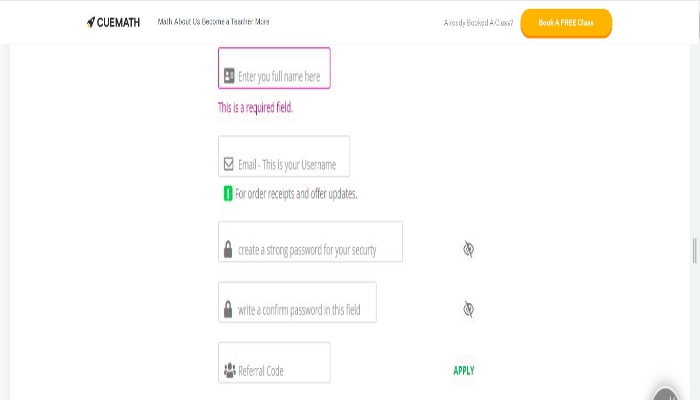 CUEMATH
Math About Us Become a Teacher More
Already Booked A Class?
Book A FREE Class
Enter you full name here
This is a required field.
Email - This is your Username
For order receipts and offer updates.
create a strong password for your securty
write a confirm password in this field
Referral Code
APPLY